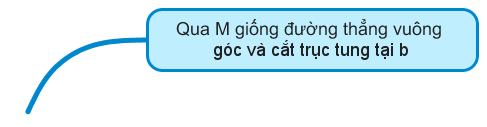 Qua M giống đường thẳng vuông
góc và cắt trục tung tại b